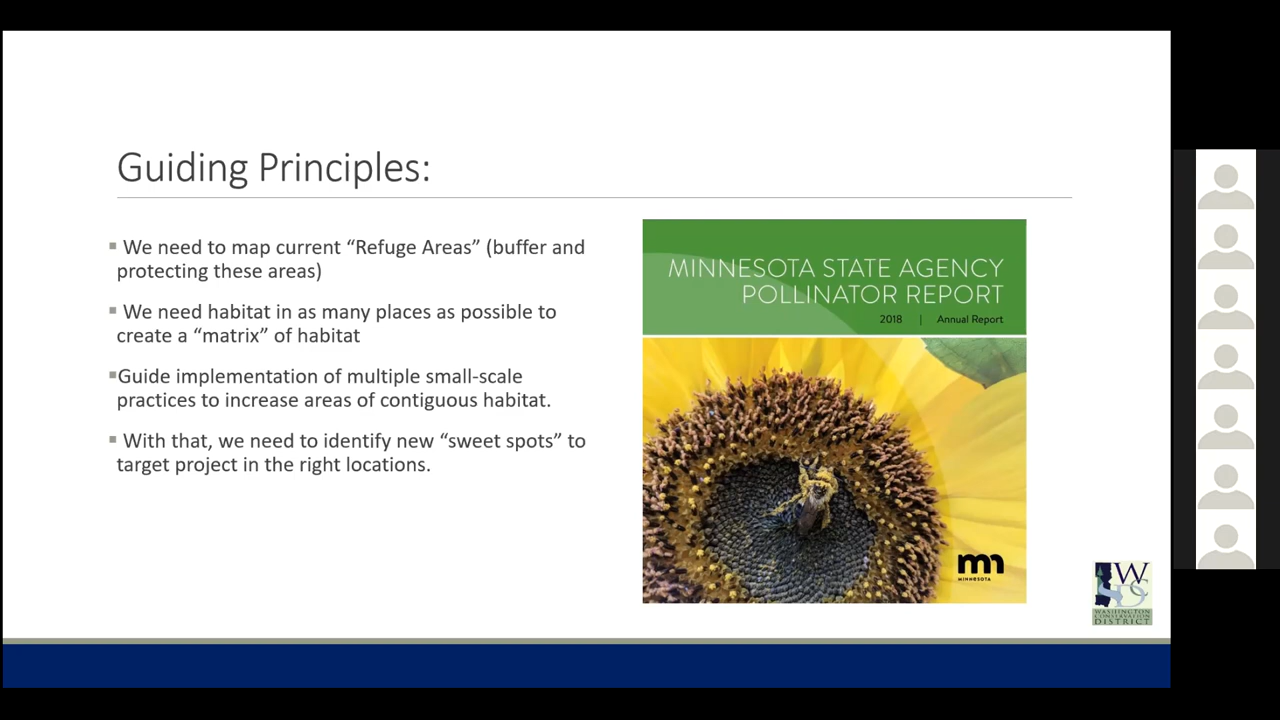 Guiding Principles:
▪ We need to map current “Refuge Areas” (buffer and
protecting these areas)
▪ We need habitat in as many places as possible to
create a “matrix” of habitat
▪Guide implementation of multiple small-scale
practices to increase areas of contiguous habitat.
▪ With that, we need to identify new “sweet spots” to
target project in the right locations.
MINNESOTA STATE AGENCY
POLLINATOR REPORT
2018 | Annual Report
mn
MINNESOTA
WCD
WASHINGTON
CONSERVATION
DISTRICT